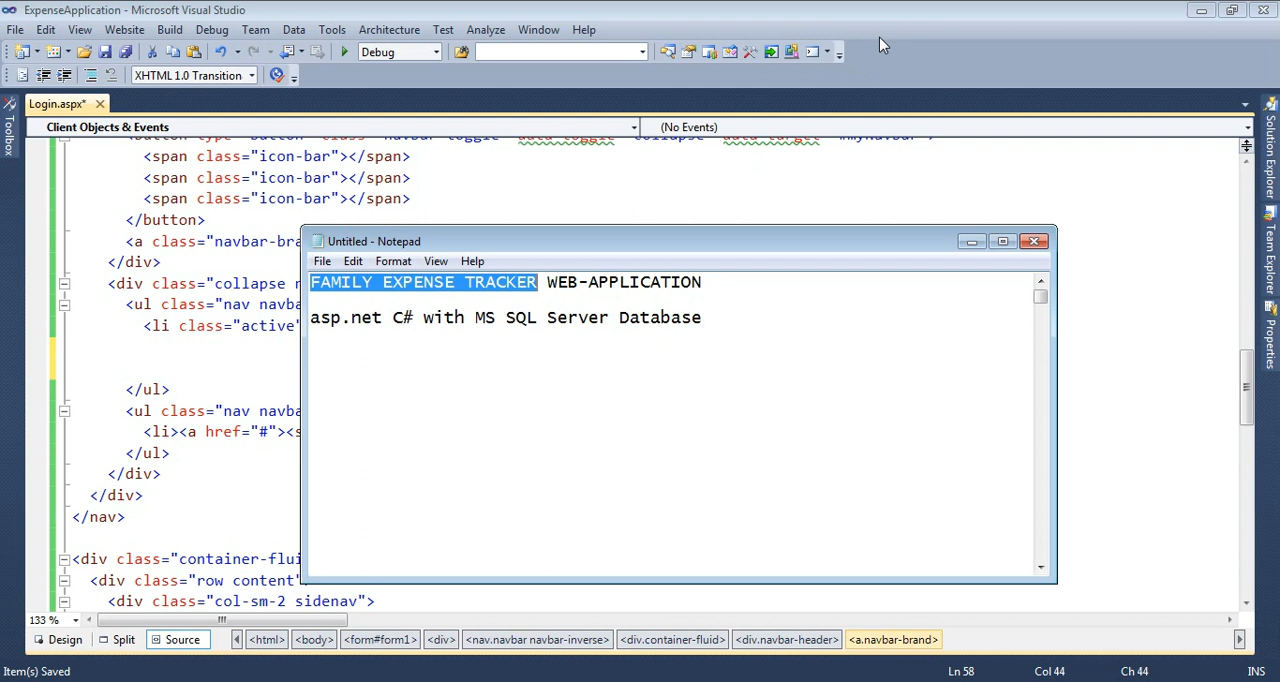 ExpenseApplication - Microsoft Visual Studio
File Edit View Website Build Debug Team Data Tools Architecture Test Analyze Window Help
Debug
XHTML 1.0 Transition
Login.aspx*
Client Objects & Events (No Events)
<span class="icon-bar"></span>
<span class="icon-bar"></span>
<span class="icon-bar"></span>
</button>
<a class="navbar-bra
</div>
<div class="collapse n
<ul class="nav navba
<li class="active"
</ul>
<ul class="nav navba
<li><a href="#"><s
</ul>
</div>
</div>
</nav>
<div class="container-flui
<div class="row content"
<div class="col-sm-2 sidenav">
Untitled - Notepad
File Edit Format View Help
FAMILY EXPENSE TRACKER WEB-APPLICATION
asp.net C# with MS SQL Server Database
Toolbox
Solution Explorer
Team Explorer
Properties
133 %
Design Split Source <html> <body> <form#form1> <div> <nav.navbar navbar-inverse> <div.container-fluid> <div.navbar-header> <a.navbar-brand>
Item(s) Saved Ln 58 Col 44 Ch 44 INS